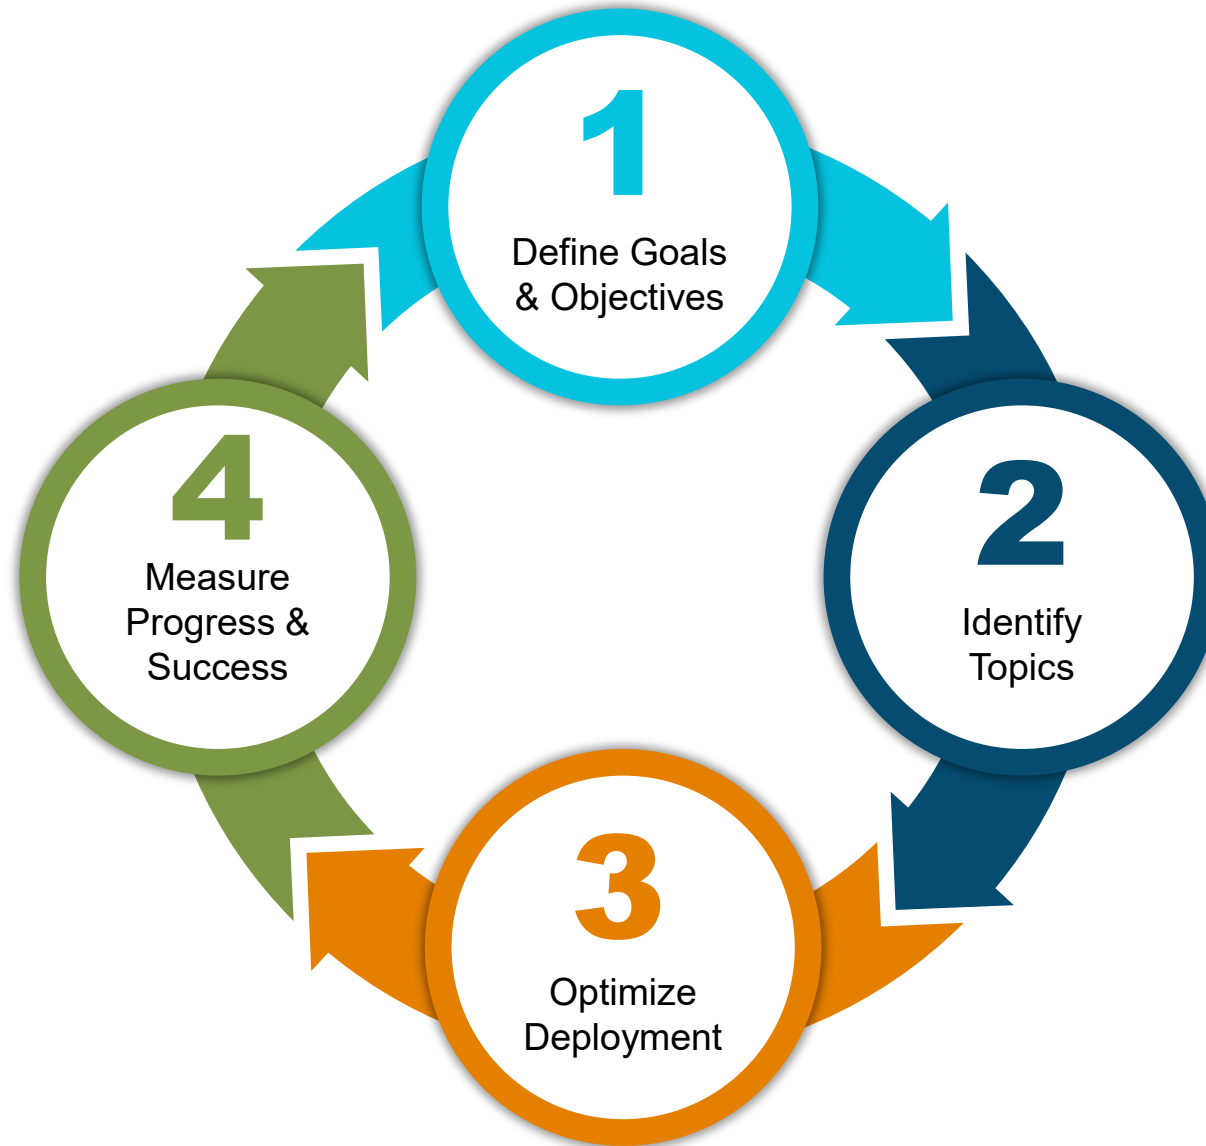 1
Define Goals
& Objectives
2
Identify
Topics
3
Optimize
Deployment
4
Measure
Progress &
Success